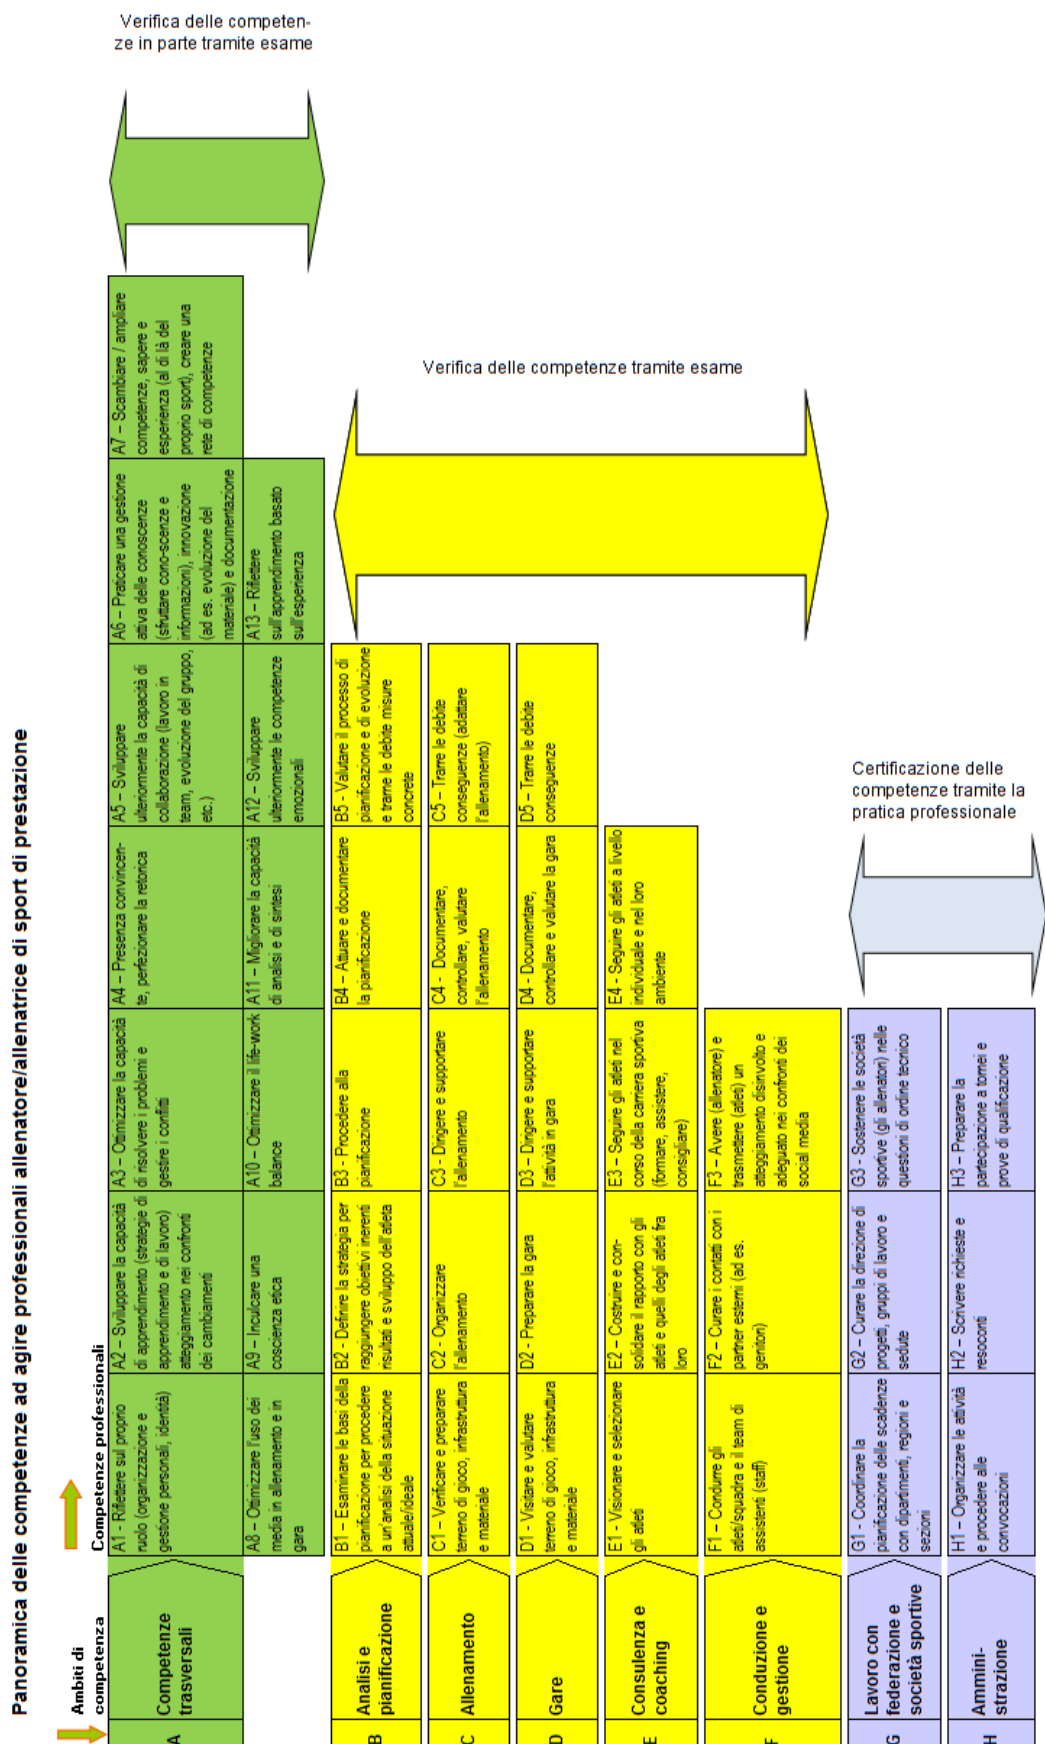 Panoramica delle competenze ad agire professionali allenatore/allenatrice di sport di prestazione
Ambiti di
competenza
Competenze professionali
A
Competenze
trasversali
A1 - Riflettere sul proprio
ruolo (organizzazione e
gestione personali, identità)
A2 – Sviluppare la capacità
di apprendimento (strategie di
apprendimento e di lavoro)
atteggiamento nei confronti
dei cambiamenti
A3 – Ottimizzare la capacità
di risolvere i problemi e
gestire i conflitti
A4 – Presenza convincen-
te, perfezionare la retorica
A5 – Sviluppare
ulteriormente la capacità di
collaborazione (lavoro in
team, evoluzione del gruppo,
etc.)
A6 – Praticare una gestione
attiva delle conoscenze
(sfruttare cono-scenze e
informazioni), innovazione
(ad es. evoluzione del
materiale) e documentazione
A7 – Scambiare / ampliare
competenze, sapere e
esperienza (al di là del
proprio sport), creare una
rete di competenze
A8 – Ottimizzare l'uso dei
media in allenamento e in
gara
A9 – Inculcare una
coscienza etica
A10 – Ottimizzare il life-work
balance
A11 – Migliorare la capacità
di analisi e di sintesi
A12 – Sviluppare
ulteriormente le competenze
emozionali
A13 – Riflettere
sull'apprendimento basato
sull'esperienza
Verifica delle competen-
ze in parte tramite esame
B
Analisi e
pianificazione
B1 – Esaminare le basi della
pianificazione per procedere
a un'analisi della situazione
attuale/ideale
B2 - Definire la strategia per
raggiungere obiettivi inerenti
risultati e sviluppo dell'atleta
B3 - Procedere alla
pianificazione
B4 – Attuare e documentare
la pianificazione
B5 - Valutare il processo di
pianificazione e di evoluzione
e trarne le debite misure
concrete
C
Allenamento
C1 – Verificare e preparare
terreno di gioco, infrastruttura
e materiale
C2 - Organizzare
l'allenamento
C3 – Dirigere e supportare
l'allenamento
C4 - Documentare,
controllare, valutare
l'allenamento
C5 – Trarre le debite
conseguenze (adattare
l'allenamento)
D
Gare
D1 - Visitare e valutare
terreno di gioco, infrastruttura
e materiale
D2 - Preparare la gara
D3 – Dirigere e supportare
l'attività in gara
D4 - Documentare,
controllare e valutare la gara
D5 – Trarre le debite
conseguenze
E
Consulenza e
coaching
E1 - Visionare e selezionare
gli atleti
E2 – Costruire e con-
solidare il rapporto con gli
atleti e quelli degli atleti fra
loro
E3 – Seguire gli atleti nel
corso della carriera sportiva
(formare, assistere,
consigliare)
E4 – Seguire gli atleti a livello
individuale e nel loro
ambiente
F
Conduzione e
gestione
F1 – Condurre gli
atleti/squadra e il team di
assistenti (staff)
F2 – Curare i contatti con i
partner esterni (ad es.
genitori)
F3 – Avere (allenatore) e
trasmettere (atleti) un
atteggiamento disinvolto e
adeguato nei confronti dei
social media
Verifica delle competenze tramite esame
G
Lavoro con
federazione e
società sportive
G1 - Coordinare la
pianificazione delle scadenze
con dipartimenti, regioni e
sezioni
G2 – Curare la direzione di
progetti, gruppi di lavoro e
sedute
G3 - Sostenere le società
sportive (gli allenatori) nelle
questioni di ordine tecnico
H
Ammini-
strazione
H1 – Organizzare le attività
e procedere alle
convocazioni
H2 – Scrivere richieste e
resoconti
H3 – Preparare la
partecipazione a tornei e
prove di qualificazione
Certificazione delle
competenze tramite la
pratica professionale